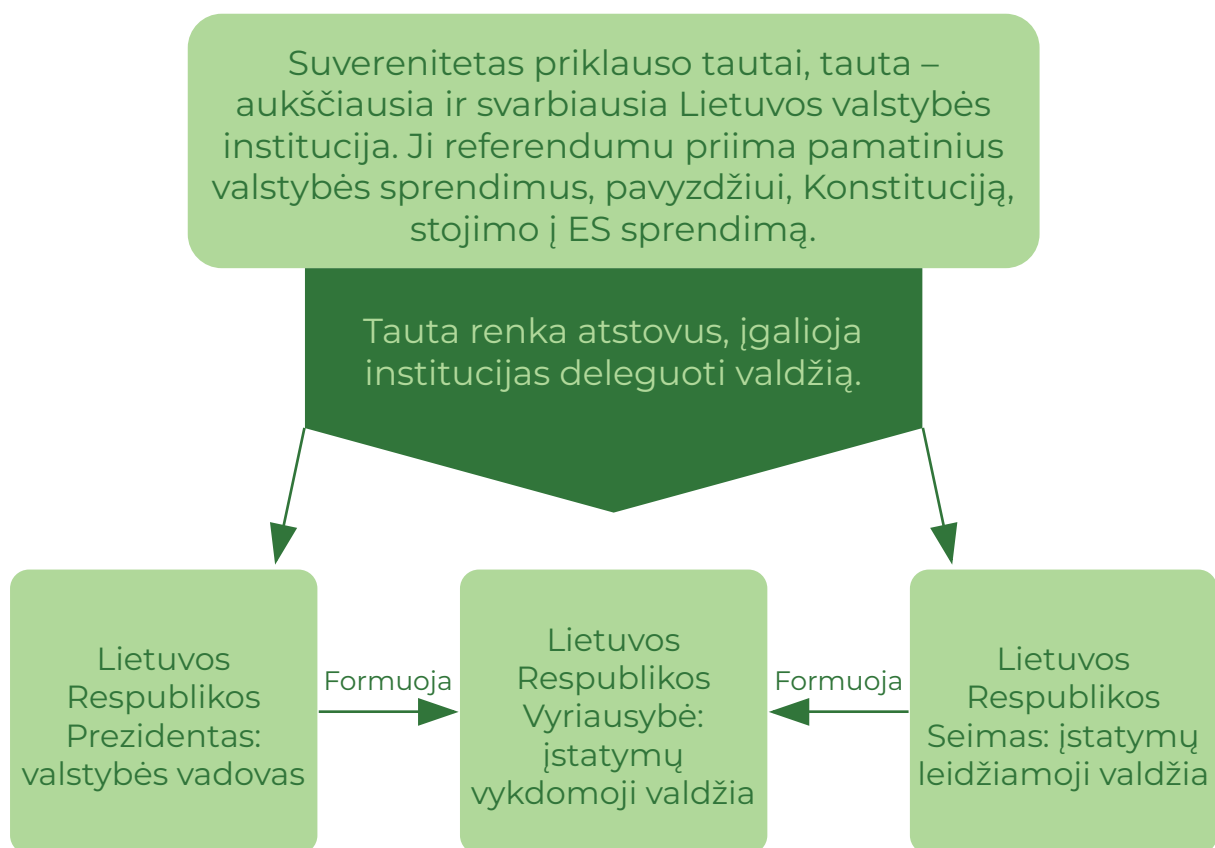 Suverenitetas priklauso tautai, tauta –
aukščiausia ir svarbiausia Lietuvos valstybės
institucija. Ji referendumu priima pamatinius
valstybės sprendimus, pavyzdžiui, Konstituciją,
stojimo į ES sprendimą.
Tauta renka atstovus, įgalioja
institucijas deleguoti valdžią.
Lietuvos
Respublikos
Prezidentas:
valstybės vadovas
Formuoja
Lietuvos
Respublikos
Vyriausybė:
įstatymų
vykdomoji valdžia
Formuoja
Lietuvos
Respublikos
Seimas: įstatymų
leidžiamoji valdžia